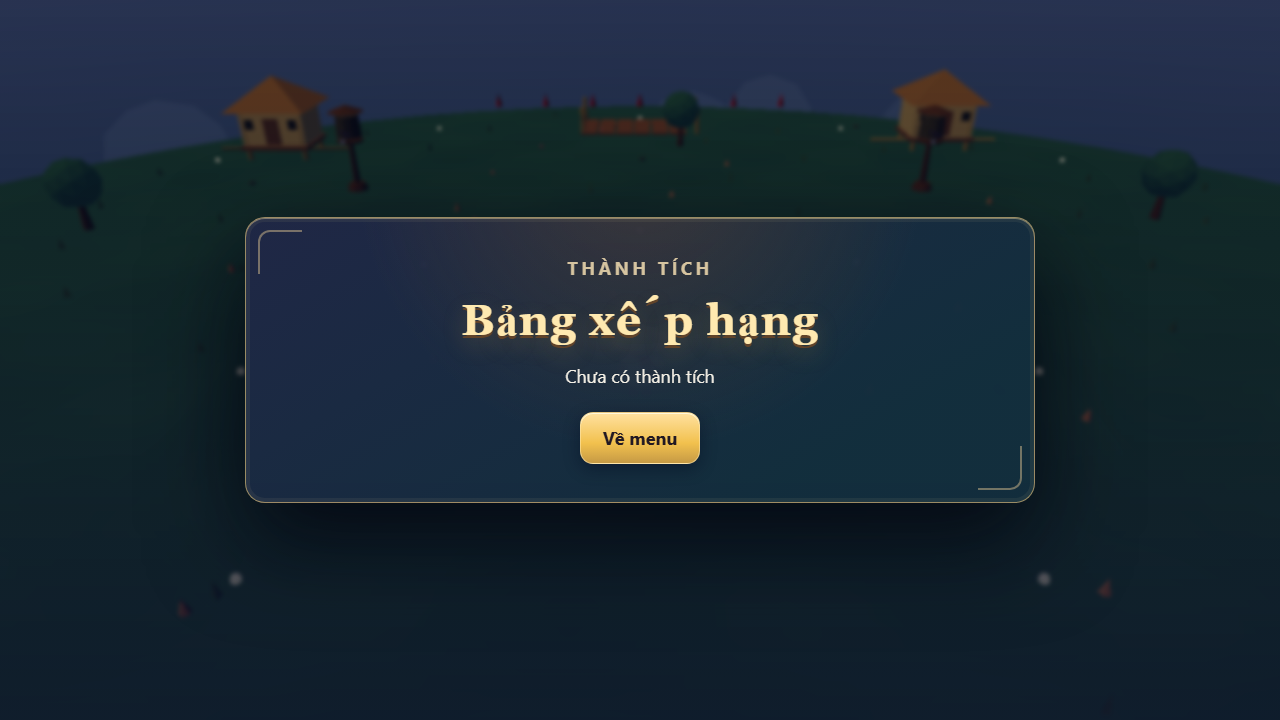 THÀNH TÍCH
Bảng xếp hạng
Chưa có thành tích
Về menu